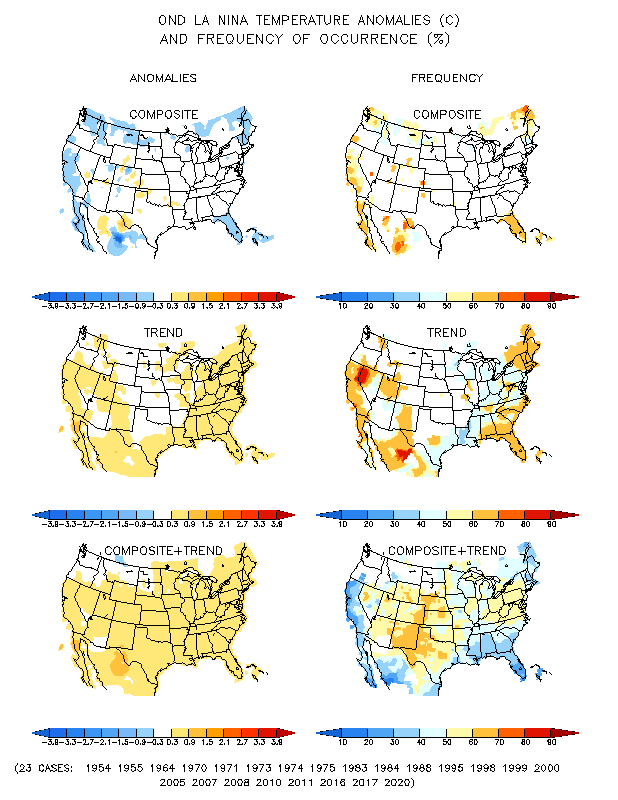 OND LA NINA TEMPERATURE ANOMALIES (C)
AND FREQUENCY OF OCCURRENCE (%)
ANOMALIES
FREQUENCY
COMPOSITE
COMPOSITE
-3.9 -3.3 -2.7 -2.1 -1.5 -0.9 -0.3 0.3 0.9 1.5 2.1 2.7 3.3 3.9
10 20 30 40 50 60 70 80 90
TREND
TREND
-3.9 -3.3 -2.7 -2.1 -1.5 -0.9 -0.3 0.3 0.9 1.5 2.1 2.7 3.3 3.9
10 20 30 40 50 60 70 80 90
COMPOSITE+TREND
COMPOSITE+TREND
-3.9 -3.3 -2.7 -2.1 -1.5 -0.9 -0.3 0.3 0.9 1.5 2.1 2.7 3.3 3.9
10 20 30 40 50 60 70 80 90
(23 CASES: 1954 1955 1964 1970 1971 1973 1974 1975 1983 1984 1988 1995 1998 1999 2000
2005 2007 2008 2010 2011 2016 2017 2020)